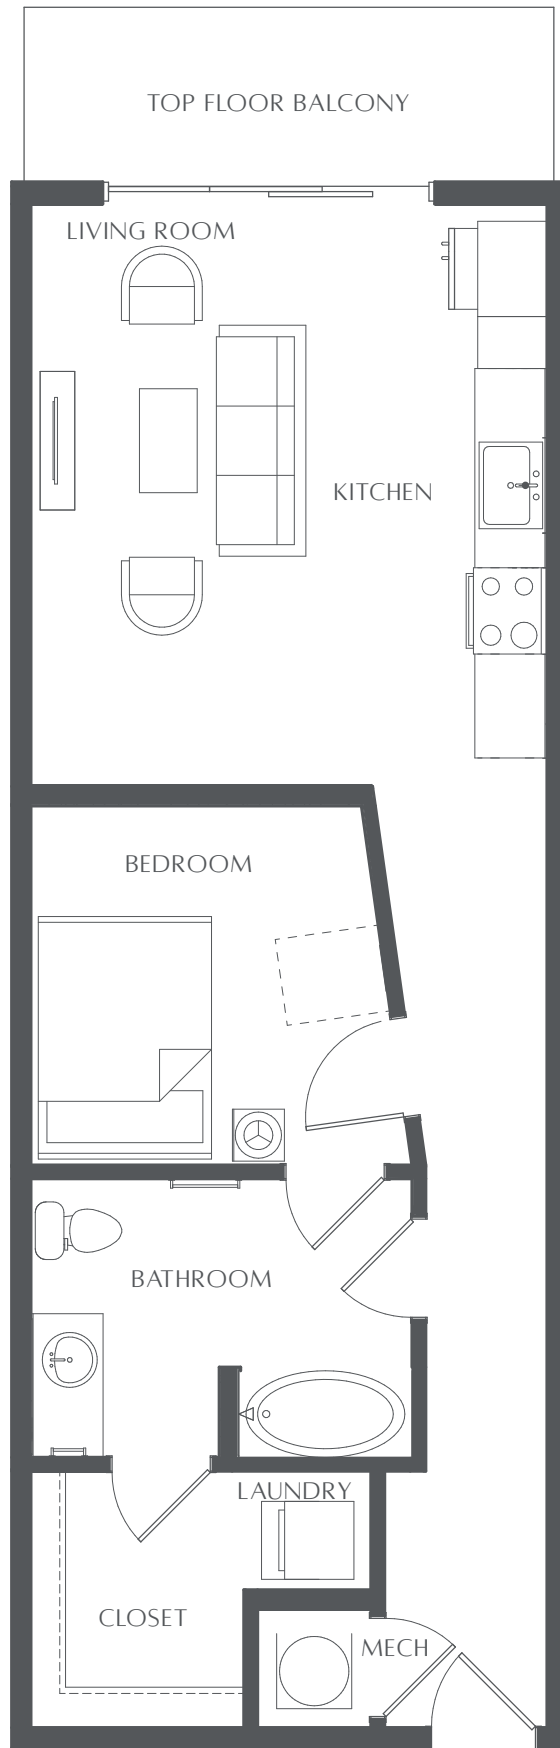 TOP FLOOR BALCONY
LIVING ROOM
KITCHEN
BEDROOM
BATHROOM
LAUNDRY
CLOSET
MECH